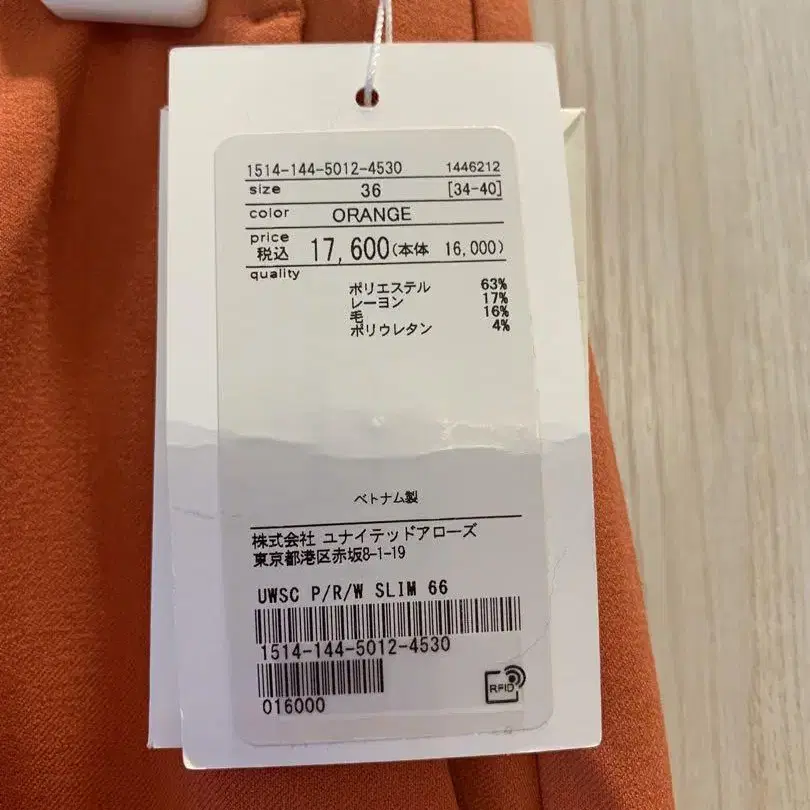 1514-144-5012-4530 1446212
size 36 [34-40]
color ORANGE
price
税込 17,600(本体 16,000)
quality
ポリエステル 63%
レーヨン 17%
毛 16%
ポリウレタン 4%
ベトナム製
株式会社 ユナイテッドアローズ
東京都港区赤坂8-1-19
UWSC P/R/W SLIM 66
1514-144-5012-4530
RFID
016000